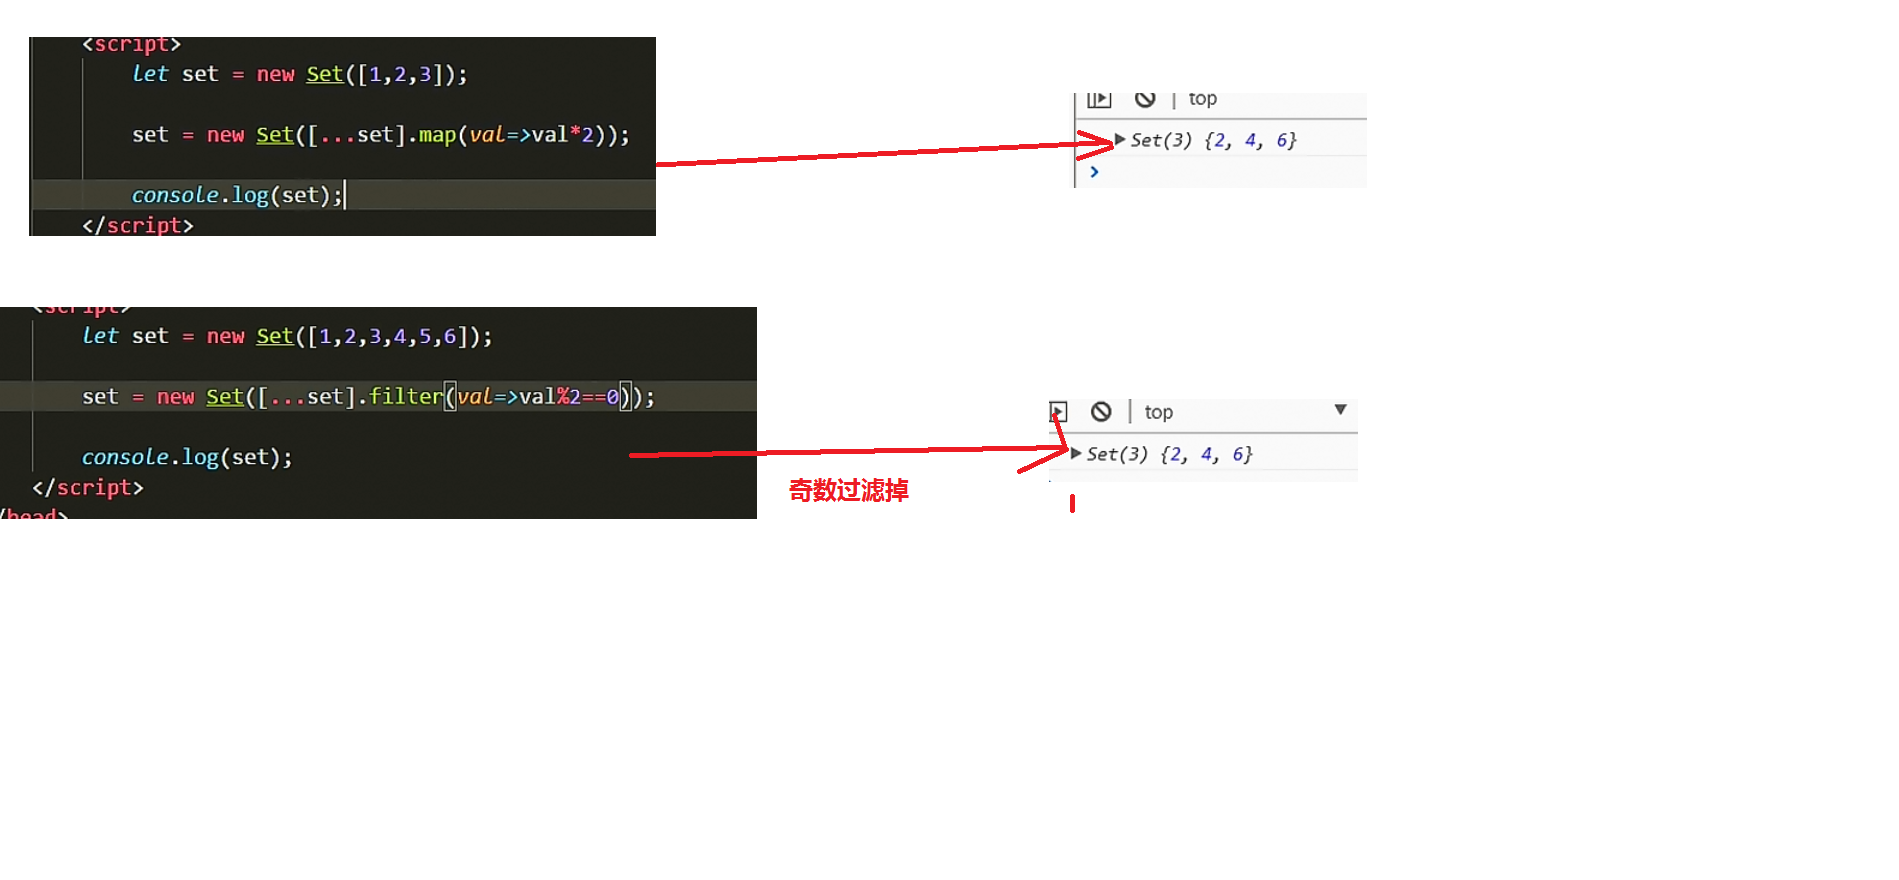 <script>
let set = new Set([1,2,3]);
set = new Set([...set].map(val=>val*2));
console.log(set);
</script>
top
Set(3) {2, 4, 6}
<script>
let set = new Set([1,2,3,4,5,6]);
set = new Set([...set].filter(val=>val%2==0));
console.log(set);
</script>
/head>
top
Set(3) {2, 4, 6}
奇数过滤掉